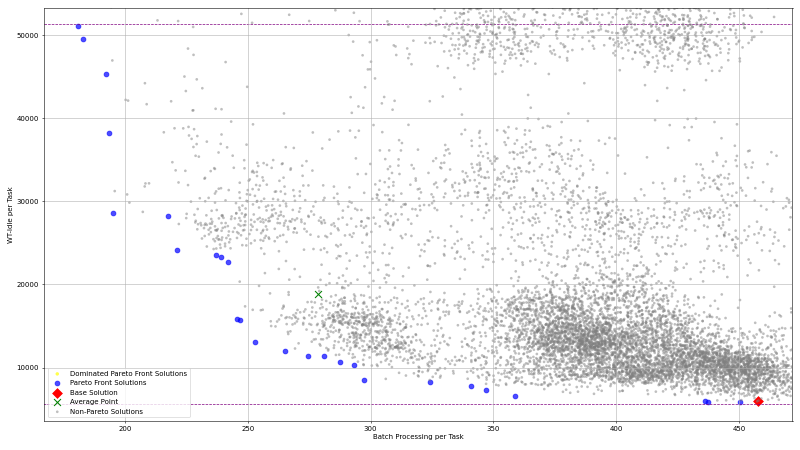 50000
40000
30000
20000
10000
WT-Idle per Task
Dominated Pareto Front Solutions
Pareto Front Solutions
Base Solution
Average Point
Non-Pareto Solutions
200
250
300
350
400
450
Batch Processing per Task